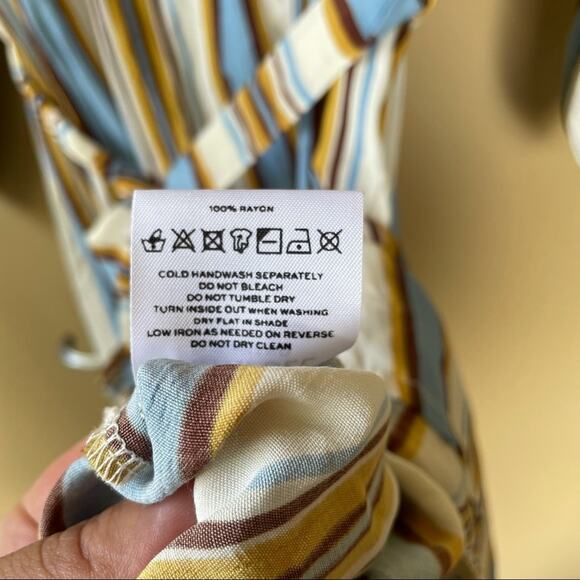 100% RAYON
COLD HANDWASH SEPARATELY
DO NOT BLEACH
DO NOT TUMBLE DRY
TURN INSIDE OUT WHEN WASHING
DRY FLAT IN SHADE
LOW IRON AS NEEDED ON REVERSE
DO NOT DRY CLEAN